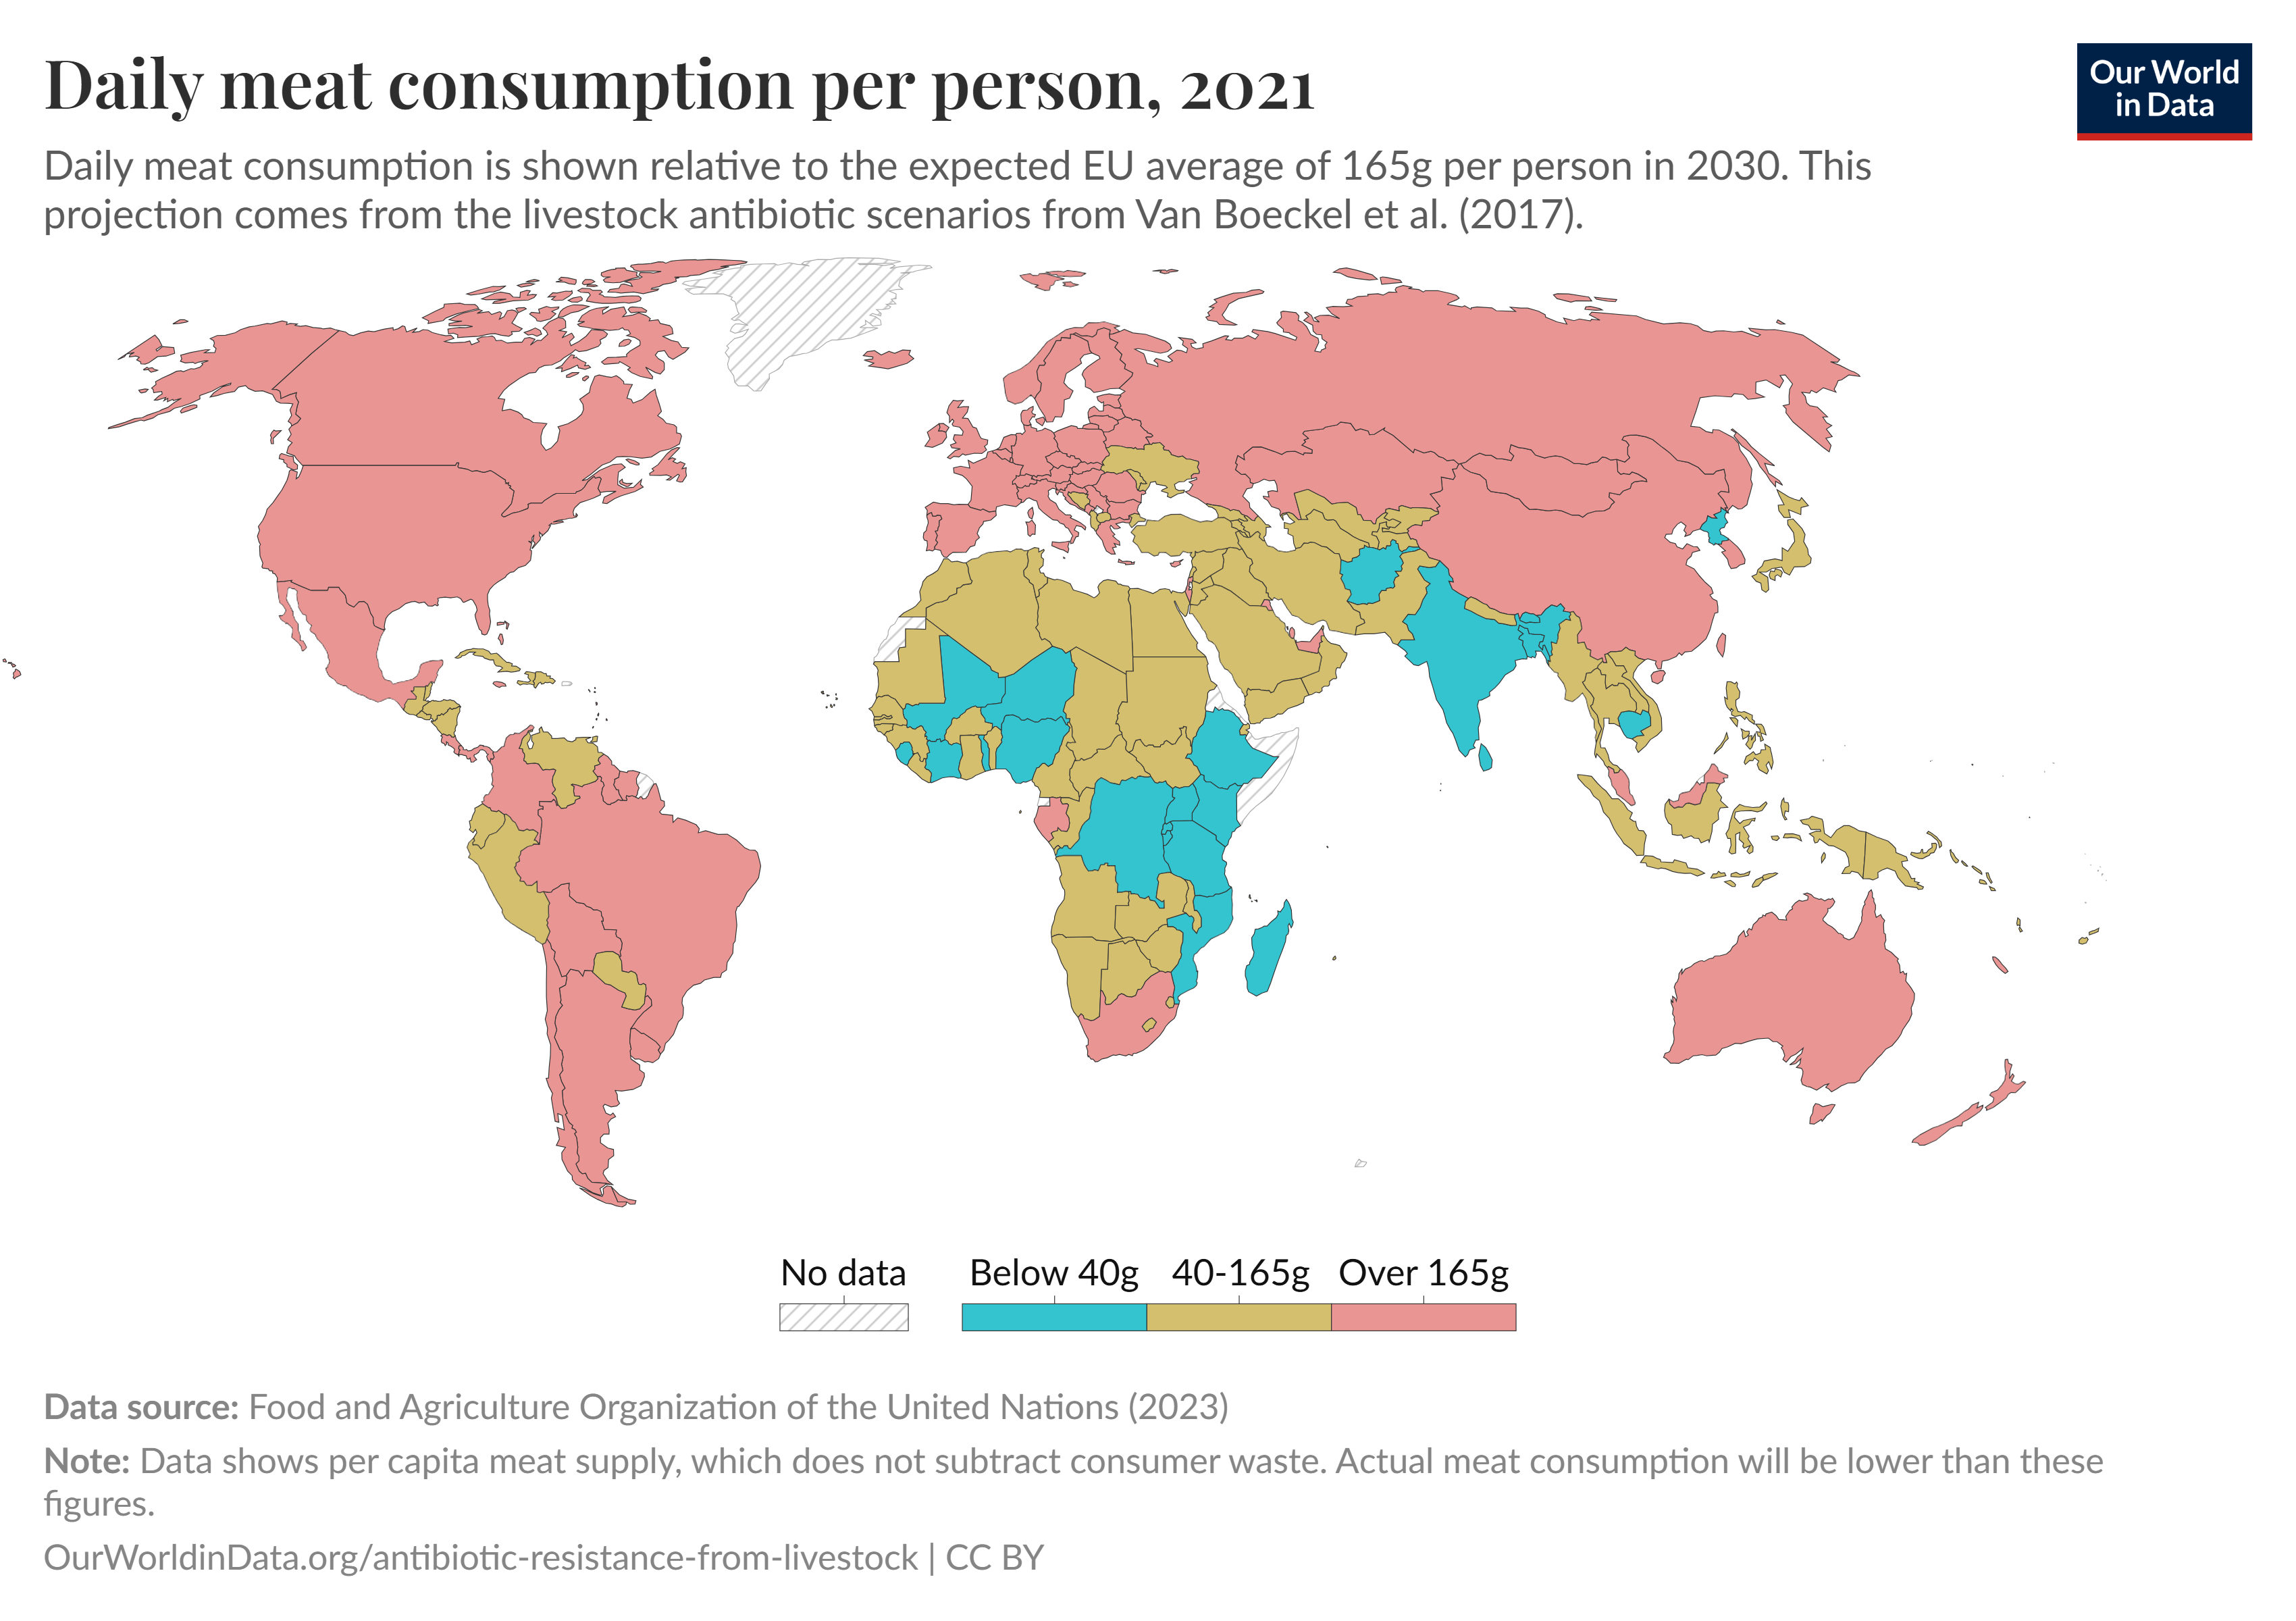 Daily meat consumption per person, 2021
Our World
in Data
Daily meat consumption is shown relative to the expected EU average of 165g per person in 2030. This
projection comes from the livestock antibiotic scenarios from Van Boeckel et al. (2017).
No data
Below 40g
40-165g
Over 165g
Data source: Food and Agriculture Organization of the United Nations (2023)
Note: Data shows per capita meat supply, which does not subtract consumer waste. Actual meat consumption will be lower than these
figures.
OurWorldinData.org/antibiotic-resistance-from-livestock | CC BY